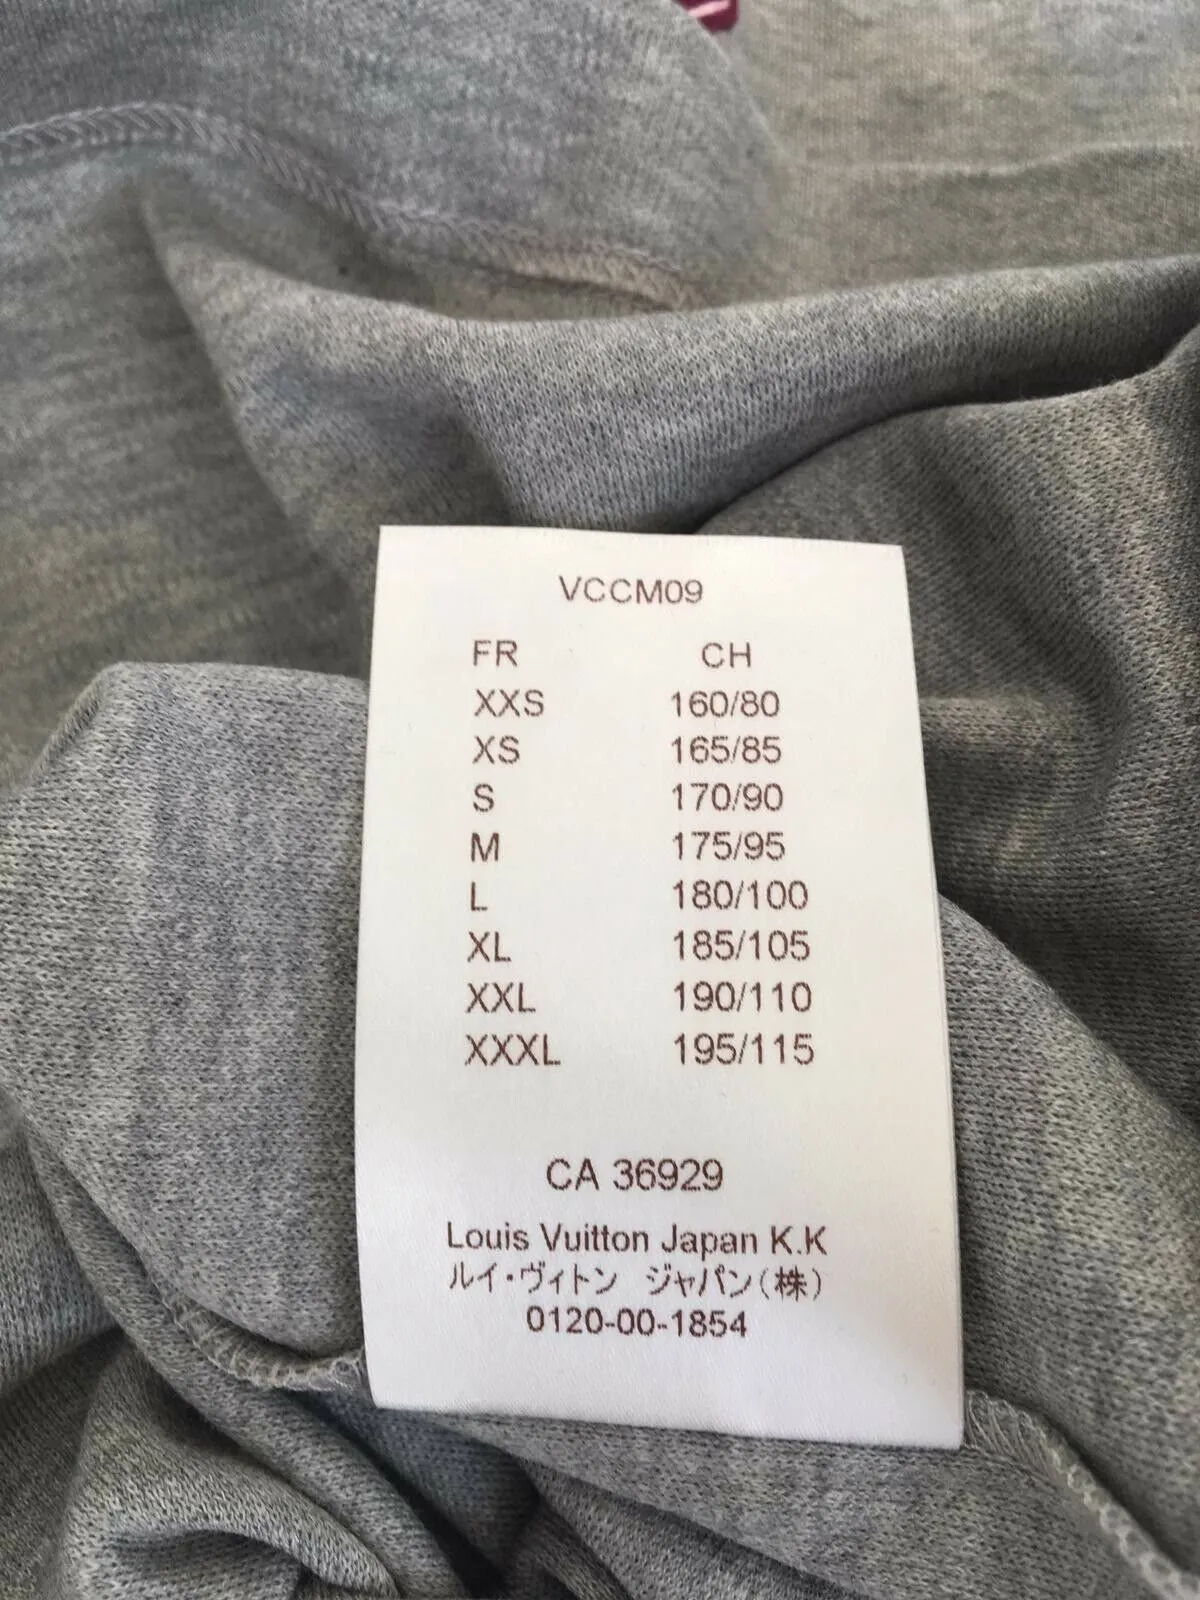 VCCM09
FR CH
XXS 160/80
XS 165/85
S 170/90
M 175/95
L 180/100
XL 185/105
XXL 190/110
XXXL 195/115
CA 36929
Louis Vuitton Japan K.K
ルイ・ヴィトン ジャパン(株)
0120-00-1854